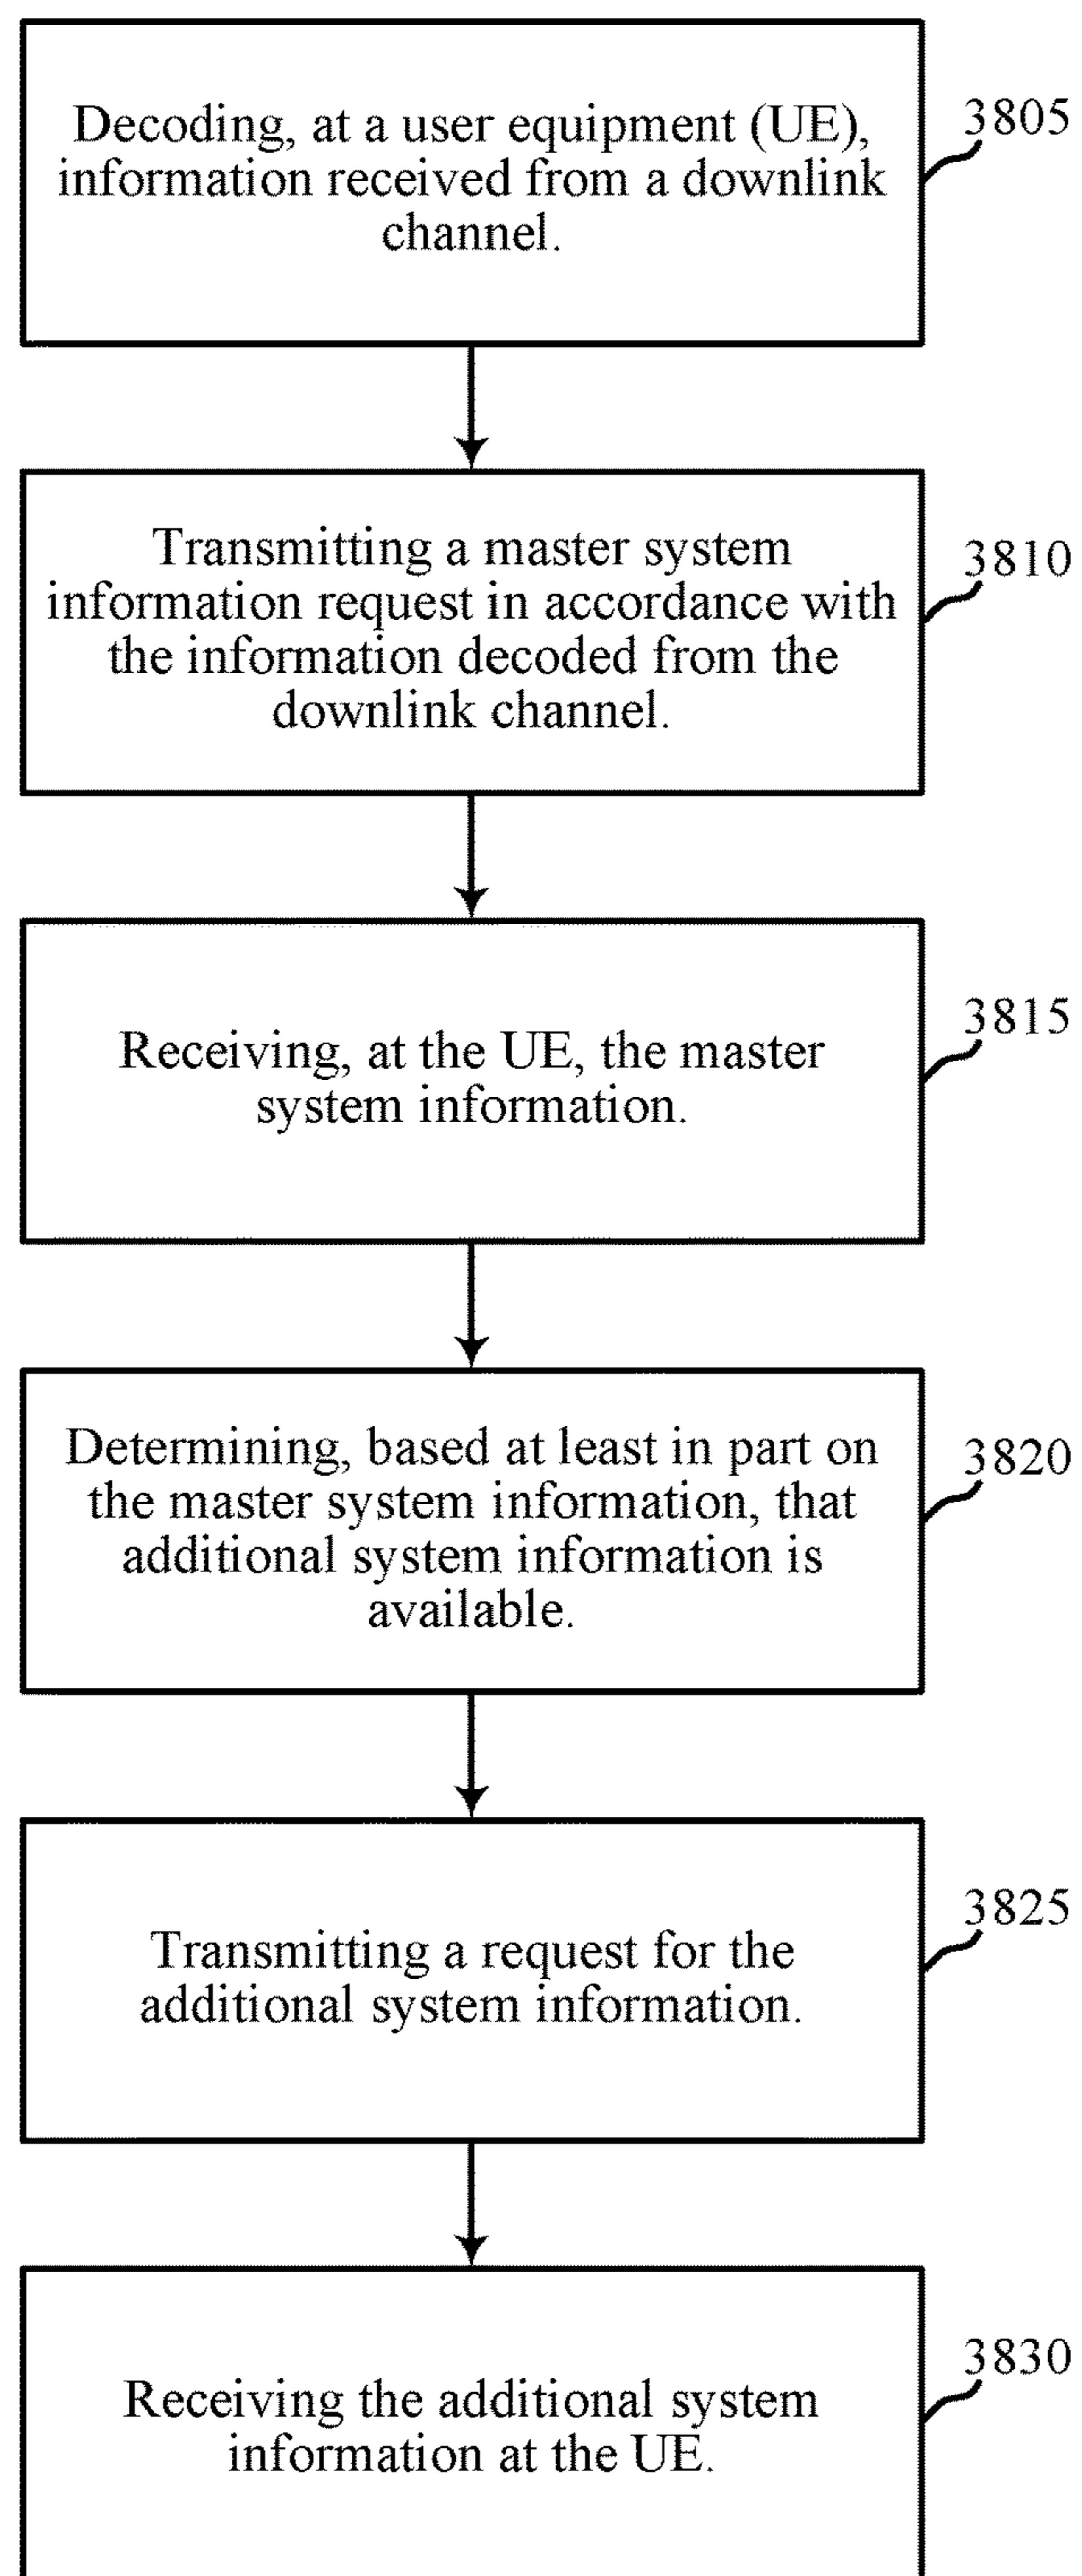 Decoding, at a user equipment (UE),
information received from a downlink
channel.
3805
Transmitting a master system
information request in accordance with
the information decoded from the
downlink channel.
3810
Receiving, at the UE, the master
system information.
3815
Determining, based at least in part on
the master system information, that
additional system information is
available.
3820
Transmitting a request for the
additional system information.
3825
Receiving the additional system
information at the UE.
3830